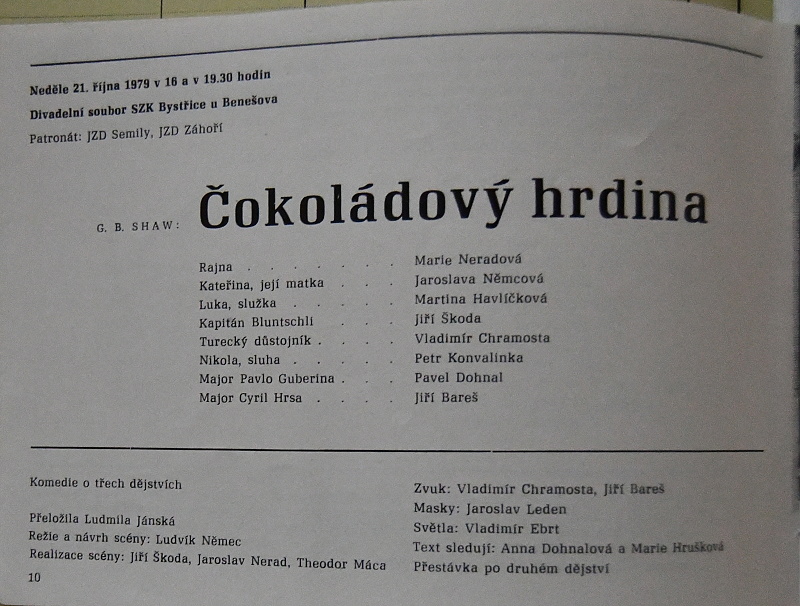 Neděle 21. října 1979 v 16 a v 19.30 hodin
Divadelní soubor SZK Bystřice u Benešova
Patronát: JZD Semily, JZD Záhoří
G. B. SHAW: Čokoládový hrdina
Rajna . . . . . . . Marie Neradová
Kateřina, její matka . . . Jaroslava Němcová
Luka, služka . . . . . Martina Havlíčková
Kapitán Bluntschli . . . Jiří Škoda
Turecký důstojník . . . . Vladimír Chramosta
Nikola, sluha . . . . . Petr Konvalinka
Major Pavlo Guberina . . . Pavel Dohnal
Major Cyril Hrsa . . . . Jiří Bareš
Komedie o třech dějstvích
Přeložila Ludmila Jánská
Režie a návrh scény: Ludvík Němec
Realizace scény: Jiří Škoda, Jaroslav Nerad, Theodor Máca
Zvuk: Vladimír Chramosta, Jiří Bareš
Masky: Jaroslav Leden
Světla: Vladimír Ebrt
Text sledují: Anna Dohnalová a Marie Hrušková
Přestávka po druhém dějství
10